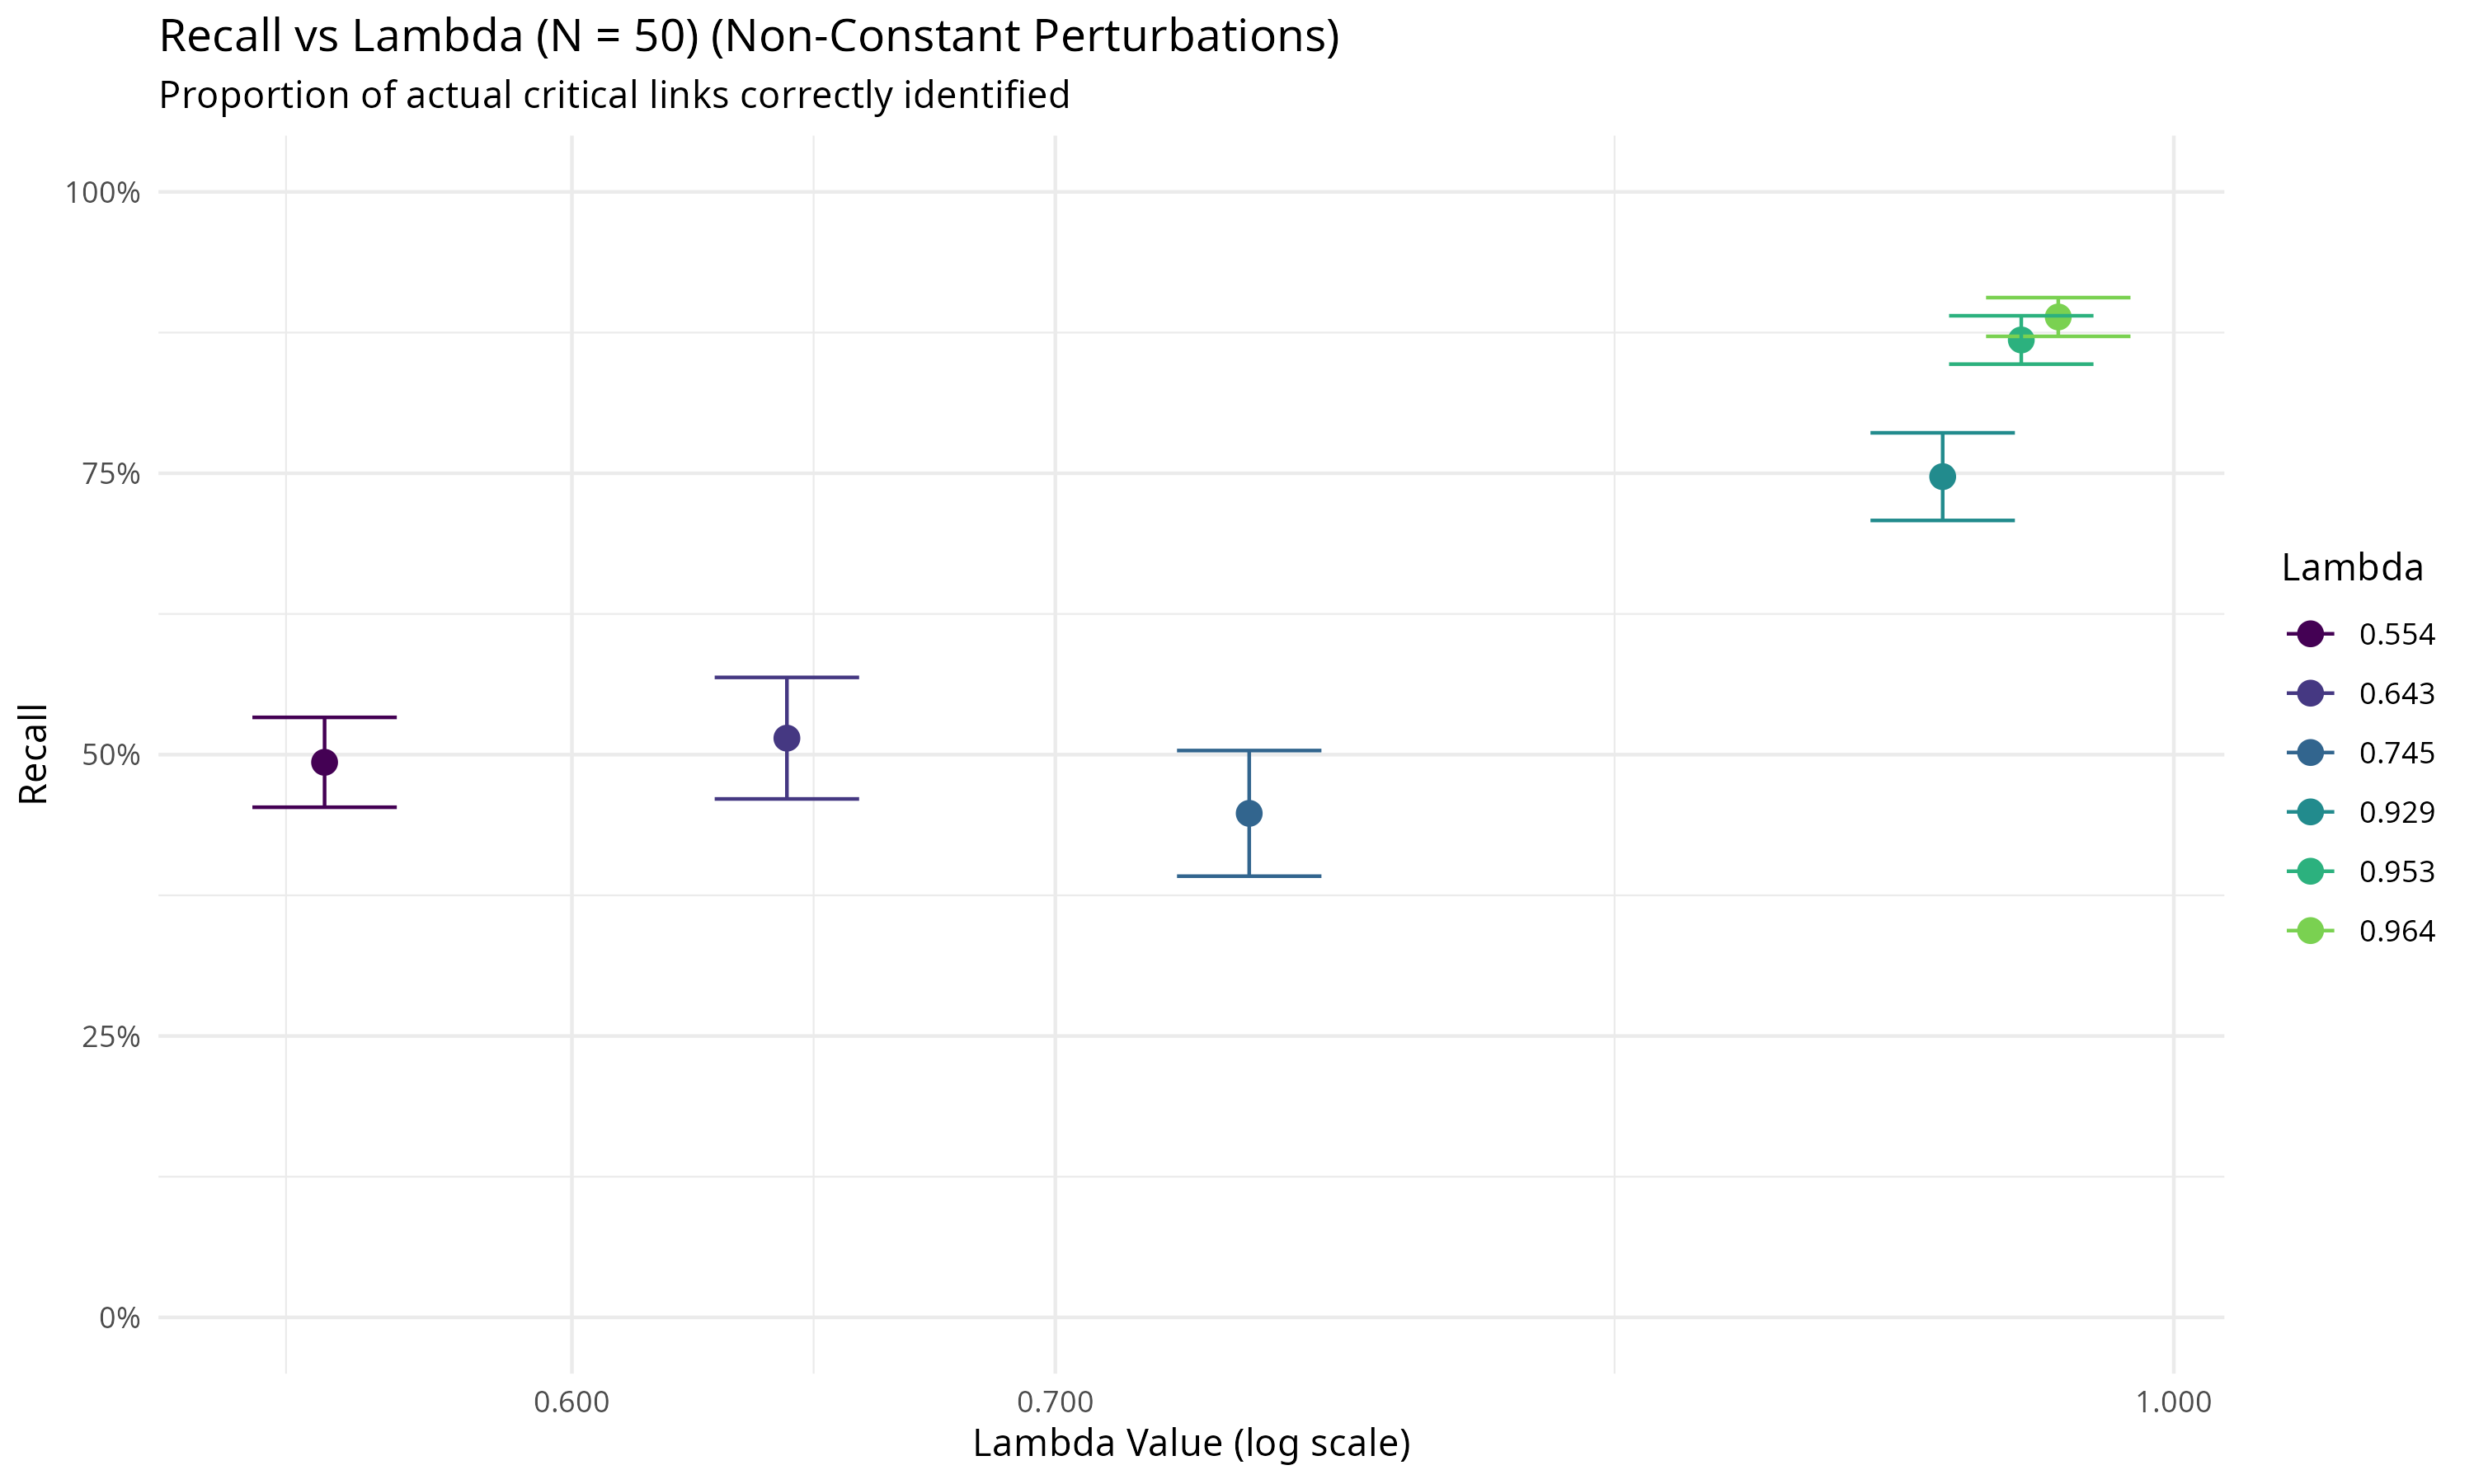 Recall vs Lambda (N = 50) (Non-Constant Perturbations)
Proportion of actual critical links correctly identified
100%
75%
50%
25%
0%
Recall
0.600
0.700
1.000
Lambda Value (log scale)
Lambda
0.554
0.643
0.745
0.929
0.953
0.964